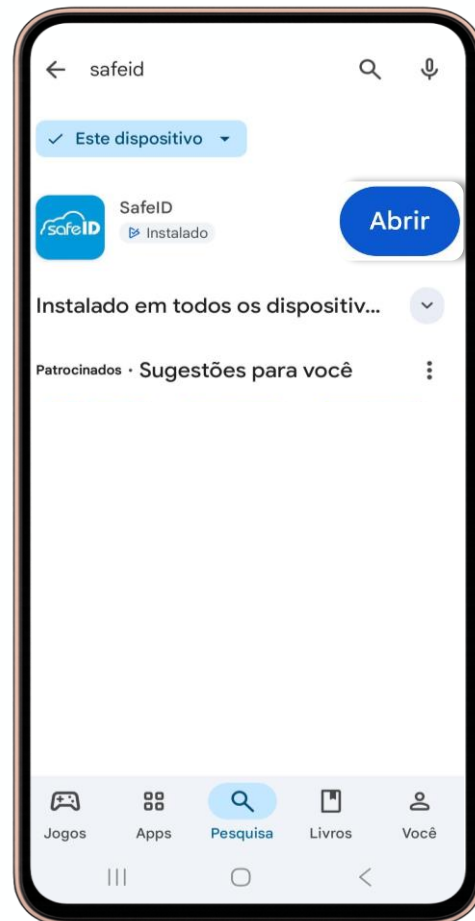 safeid
Este dispositivo
safeID
SafeID
Instalado
Abrir
Instalado em todos os dispositiv...
Patrocinados · Sugestões para você
Jogos Apps Pesquisa Livros Você